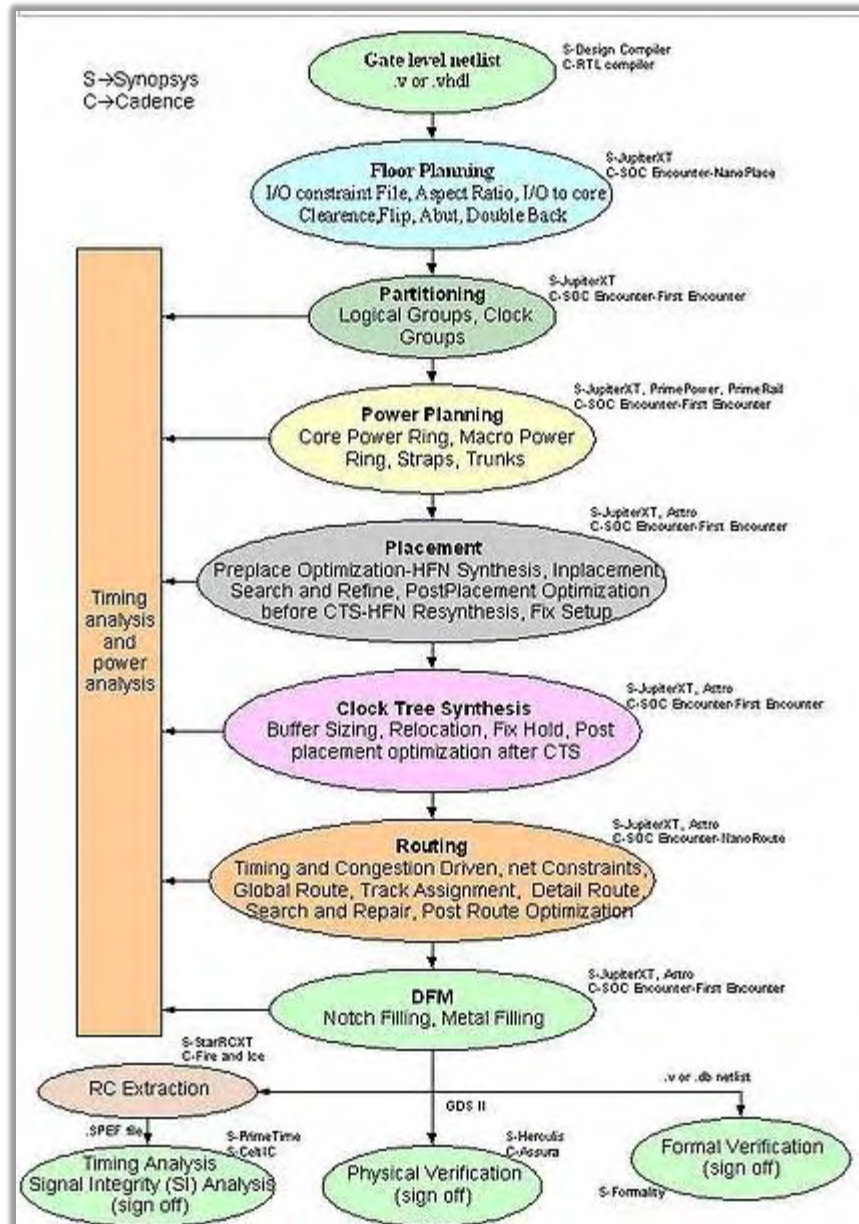 S→Synopsys
C→Cadence
Gate level netlist
.v or .vhdl
S-Design Compiler
C-RTL compiler
Floor Planning
I/O constraint File, Aspect Ratio, I/O to core
Clearence,Flip, Abut, Double Back
S-JupiterXT
C-SOC Encounter-NanoPlace
Partitioning
Logical Groups, Clock
Groups
S-JupiterXT
C-SOC Encounter-First Encounter
Power Planning
Core Power Ring, Macro Power
Ring, Straps, Trunks
S-JupiterXT, PrimePower, PrimeRail
C-SOC Encounter-First Encounter
Placement
Preplace Optimization-HFN Synthesis, Inplacement,
Search and Refine, PostPlacement Optimization
before CTS-HFN Resynthesis, Fix Setup
S-JupiterXT, Astro
C-SOC Encounter-First Encounter
Timing
analysis
and
power
analysis
Clock Tree Synthesis
Buffer Sizing, Relocation, Fix Hold, Post
placement optimization after CTS
S-JupiterXT, Astro
C-SOC Encounter-First Encounter
Routing
Timing and Congestion Driven, net Constraints,
Global Route, Track Assignment, Detail Route,
Search and Repair, Post Route Optimization
S-JupiterXT, Astro
C-SOC Encounter-NanoRoute
DFM
Notch Filling, Metal Filling
S-JupiterXT, Astro
C-SOC Encounter-First Encounter
S-StarRCXT
C-Fire and Ice
RC Extraction
.SPEF file
GDS II
.v or .db netlist
S-PrimeTime
S-CeltIC
Timing Analysis
Signal Integrity (SI) Analysis
(sign off)
S-Herculis
C-Assura
Physical Verification
(sign off)
Formal Verification
(sign off)
S-Formality